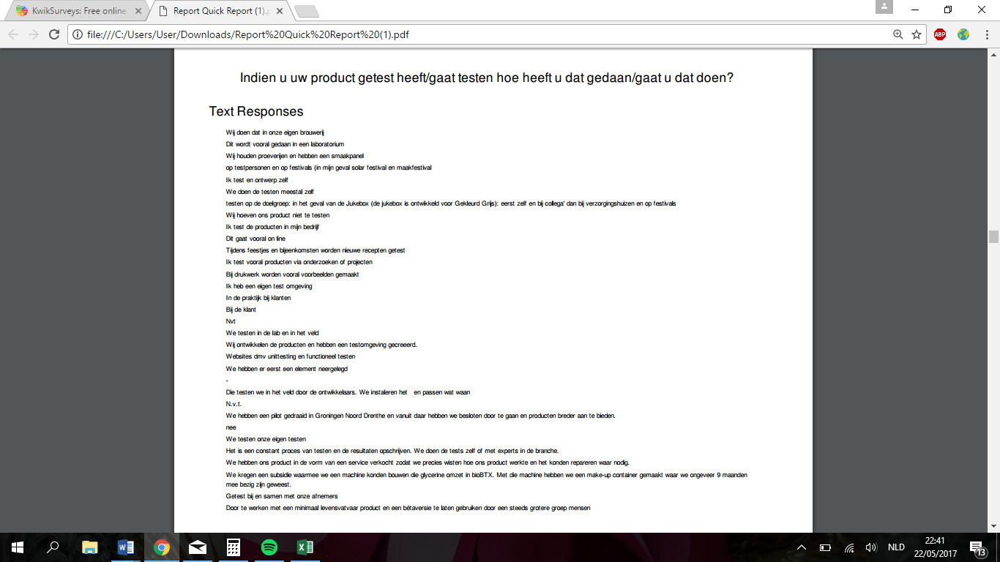 KwikSurveys: Free online
Report Quick Report (1).p
file:///C:/Users/User/Downloads/Report%20Quick%20Report%20(1).pdf
ABP
Indien u uw product getest heeft/gaat testen hoe heeft u dat gedaan/gaat u dat doen?
Text Responses
Wij doen dat in onze eigen brouwerij
Dit wordt vooral gedaan in een laboratorium
Wij houden proeverijen en hebben een smaakpanel
op testpersonen en op festivals (in mijn geval solar festival en maakfestival
Ik test en ontwerp zelf
We doen de testen meestal zelf
testen op de doelgroep: in het geval van de Jukebox (de jukebox is ontwikkeld voor Gekleurd Grijs): eerst zelf en bij collega' dan bij verzorgingshuizen en op festivals
Wij hoeven ons product niet te testen
Ik test de producten in mijn bedrijf
Dit gaat vooral on line
Tijdens feestjes en bijeenkomsten worden nieuwe recepten getest
Ik test vooral producten via onderzoeken of projecten
Bij drukwerk worden vooral voorbeelden gemaakt
Ik heb een eigen test omgeving
In de praktijk bij klanten
Bij de klant
Nvt
We testen in de lab en in het veld
Wij ontwikkelen de producten en hebben een testomgeving gecreeerd.
Websites dmv unittesting en functioneel testen
We hebben er eerst een element neergelegd
-
Die testen we in het veld door de ontwikkelaars. We instaleren het en passen wat waan
N.v.t.
We hebben een pilot gedraaid in Groningen Noord Drenthe en vanuit daar hebben we besloten door te gaan en producten breder aan te bieden.
nee
We testen onze eigen testen
Het is een constant proces van testen en de resultaten opschrijven. We doen de tests zelf of met experts in de branche.
We hebben ons product in de vorm van een service verkocht zodat we precies wisten hoe ons product werkte en het konden repareren waar nodig.
We kregen een subsidie waarmee we een machine konden bouwen die glycerine omzet in bioBTX. Met die machine hebben we een make-up container gemaakt waar we ongeveer 9 maanden
mee bezig zijn geweest.
Getest bij en samen met onze afnemers
Door te werken met een minimaal levensvatvaar product en een bétaversie te laten gebruiken door een steeds grotere groep mensen
NLD
22:41
22/05/2017
13